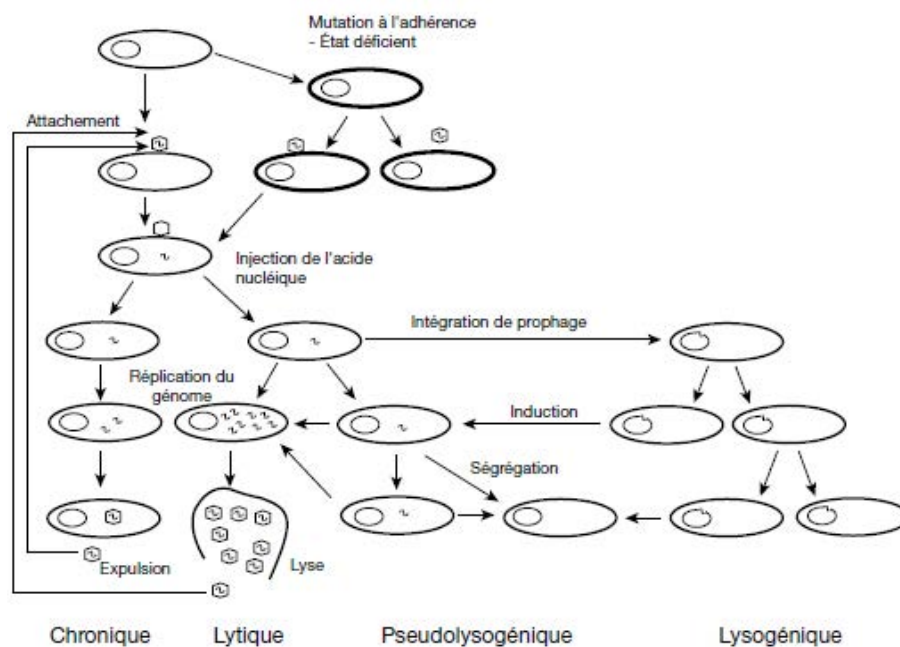 Mutation à l'adhérence
- État déficient
Attachement
Injection de l'acide
nucléique
Intégration de prophage
Réplication du
génome
Induction
Ségrégation
Expulsion
Lyse
Chronique
Lytique
Pseudolysogénique
Lysogénique